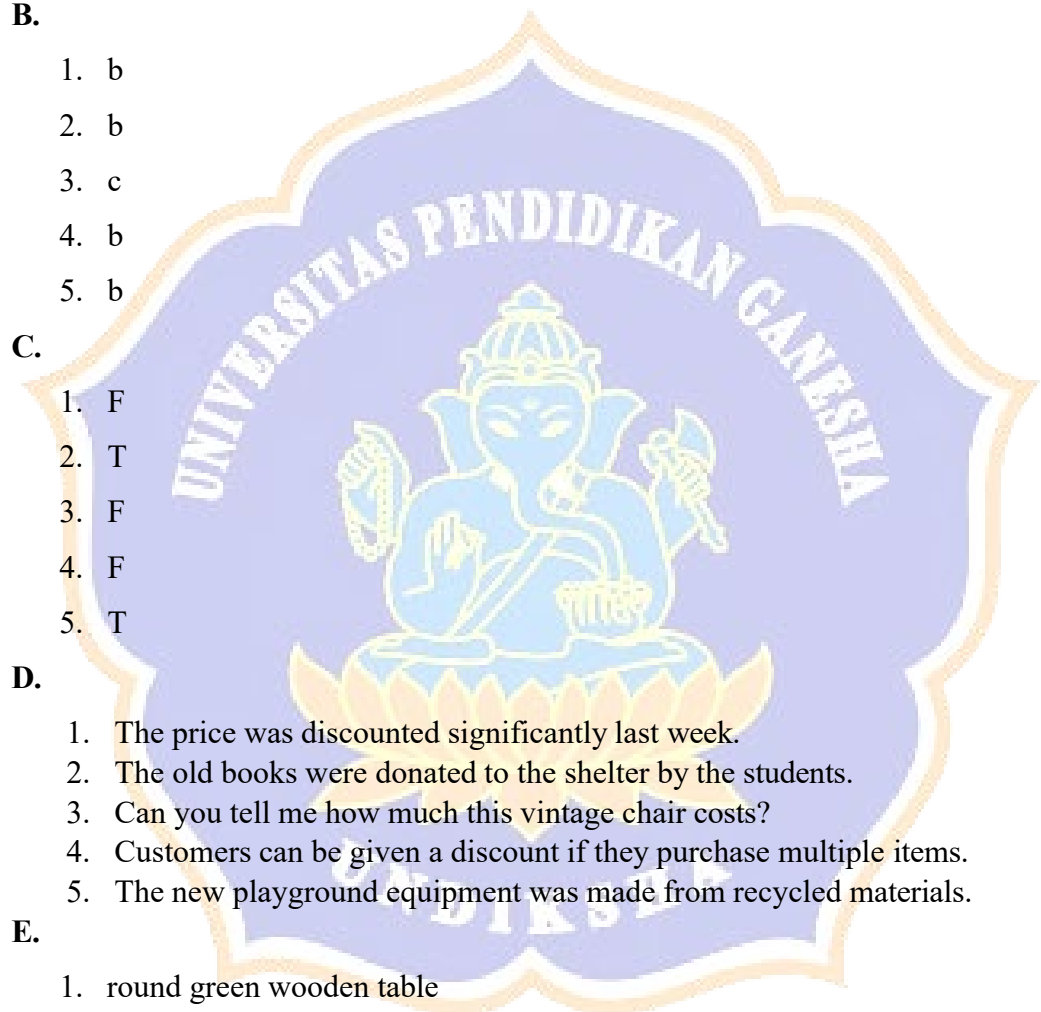 B.
1. b
2. b
3. c
4. b
5. b
C.
1. F
2. T
3. F
4. F
5. T
D.
1. The price was discounted significantly last week.
2. The old books were donated to the shelter by the students.
3. Can you tell me how much this vintage chair costs?
4. Customers can be given a discount if they purchase multiple items.
5. The new playground equipment was made from recycled materials.
E.
1. round green wooden table
UNIVERSITAS PENDIDIKAN GANESHA
UNDIKSHA